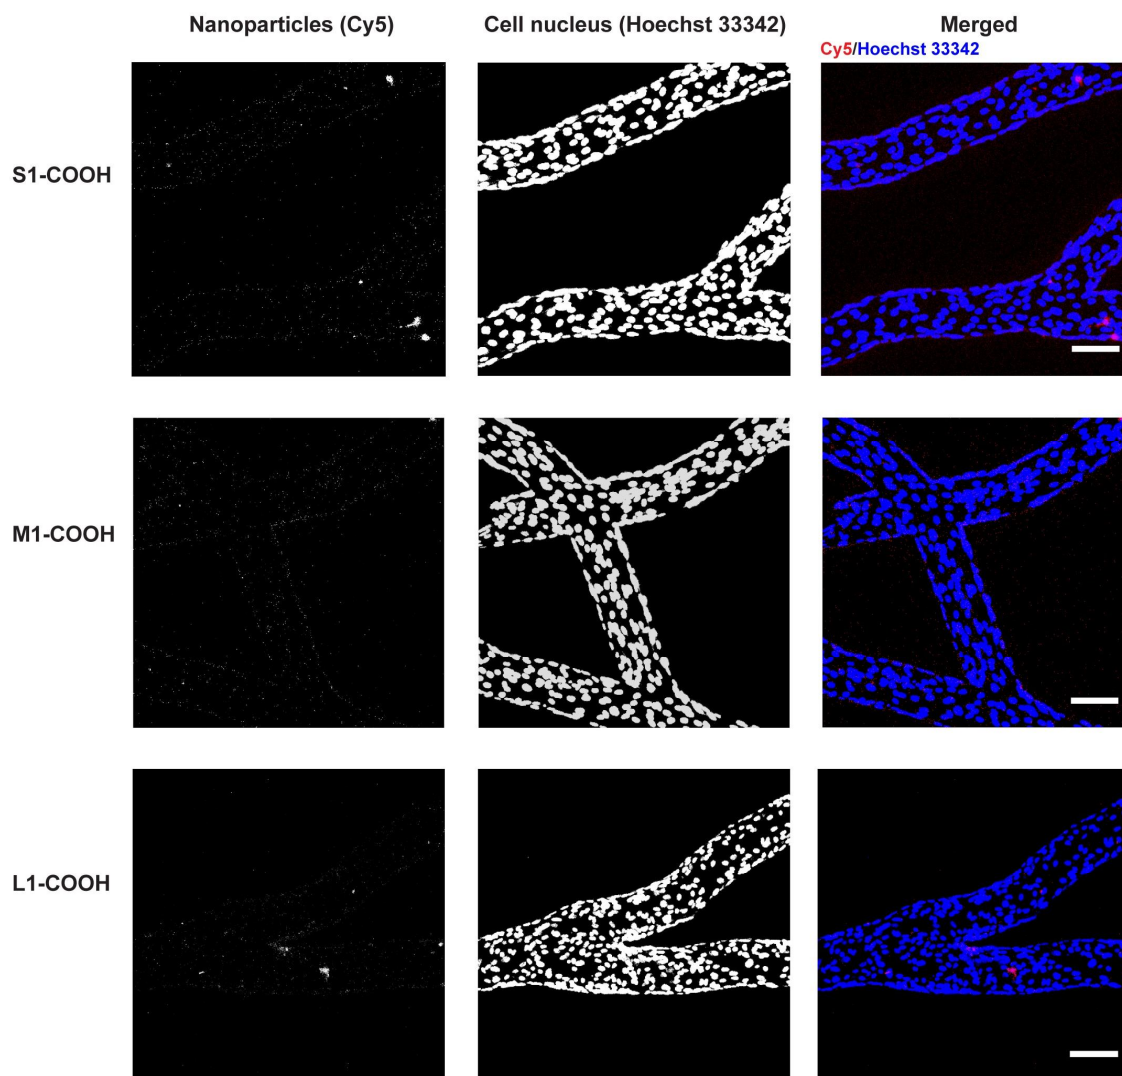 Nanoparticles (Cy5)
Cell nucleus (Hoechst 33342)
Merged
Cy5/Hoechst 33342
S1-COOH
M1-COOH
L1-COOH